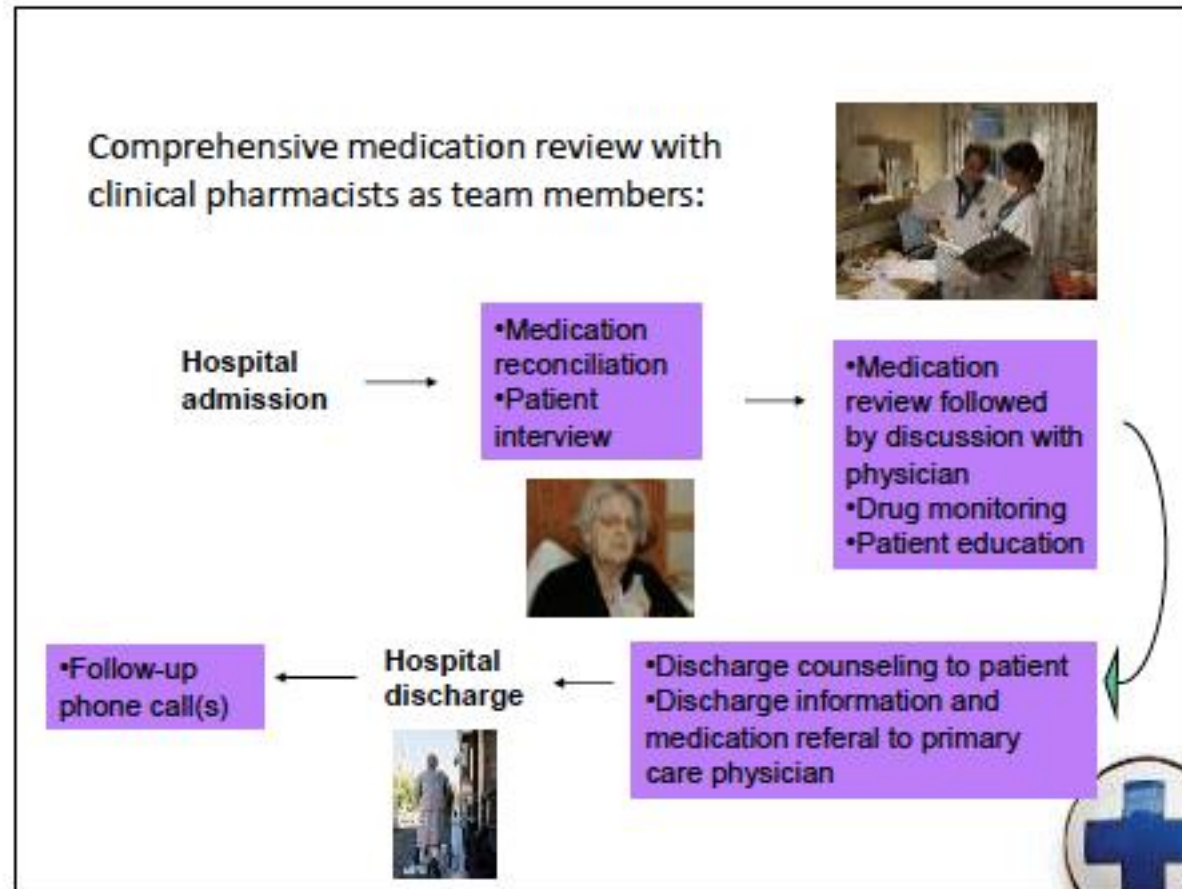 Comprehensive medication review with
clinical pharmacists as team members:
Hospital
admission
•Medication
reconciliation
•Patient
interview
•Medication
review followed
by discussion with
physician
•Drug monitoring
•Patient education
•Discharge counseling to patient
•Discharge information and
medication referal to primary
care physician
Hospital
discharge
•Follow-up
phone call(s)